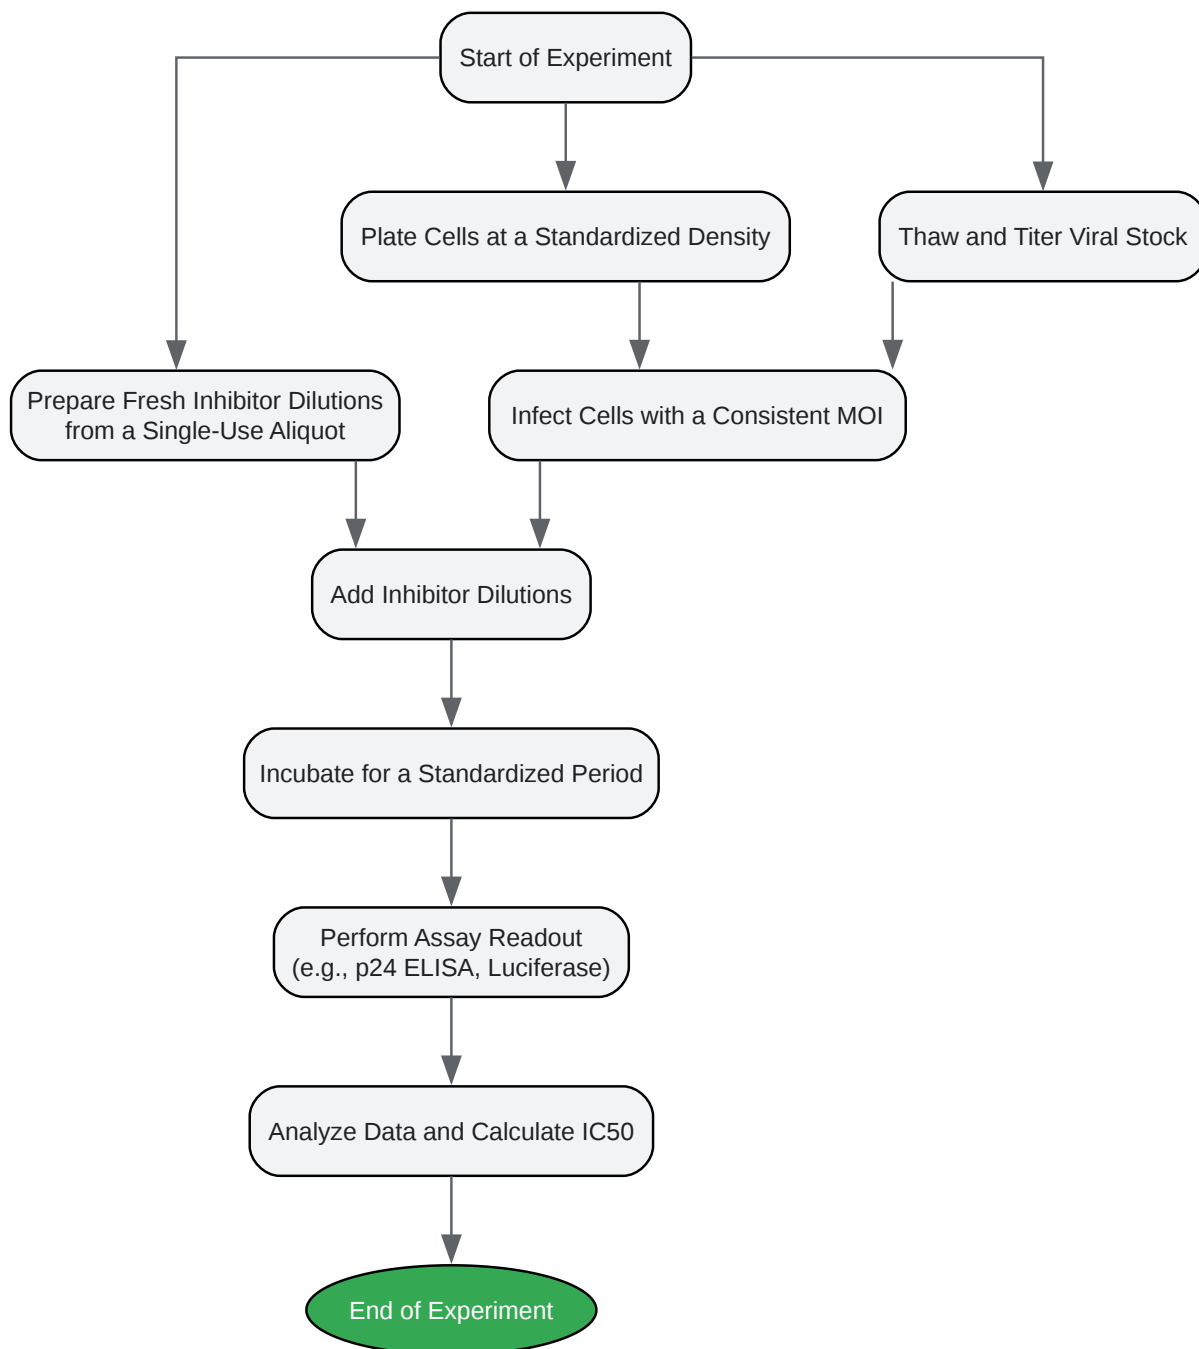 Start of Experiment
Plate Cells at a Standardized Density
Thaw and Titer Viral Stock
Prepare Fresh Inhibitor Dilutions
from a Single-Use Aliquot
Infect Cells with a Consistent MOI
Add Inhibitor Dilutions
Incubate for a Standardized Period
Perform Assay Readout
(e.g., p24 ELISA, Luciferase)
Analyze Data and Calculate IC50
End of Experiment